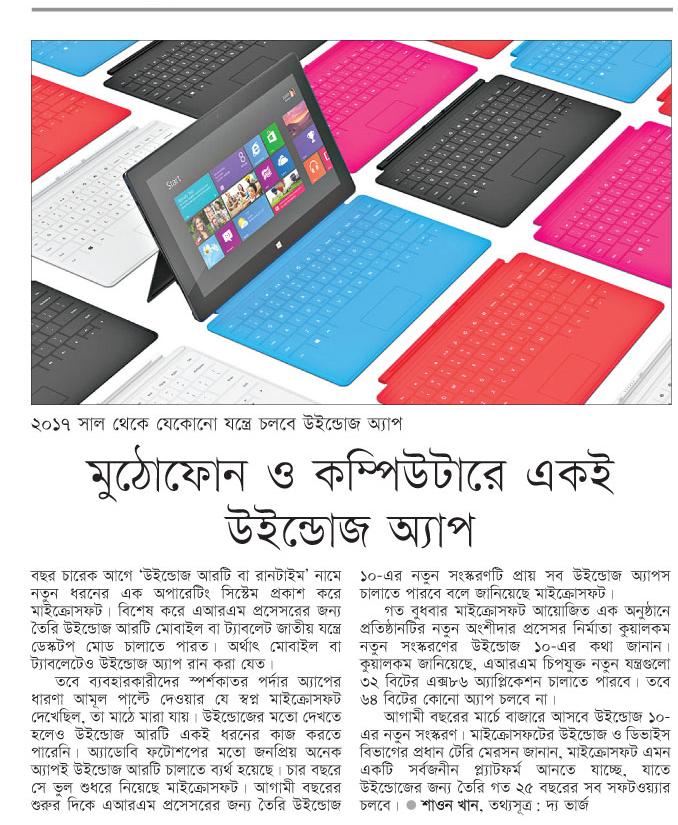 Start
২০১৭ সাল থেকে যেকোনো যন্ত্রে চলবে উইন্ডোজ অ্যাপ
মুঠোফোন ও কম্পিউটারে একই
উইন্ডোজ অ্যাপ
বছর চারেক আগে ‘উইন্ডোজ আরটি বা রানটাইম’ নামে
নতুন ধরনের এক অপারেটিং সিস্টেম প্রকাশ করে
মাইক্রোসফট। বিশেষ করে এআরএম প্রসেসরের জন্য
তৈরি উইন্ডোজ আরটি মোবাইল বা ট্যাবলেট জাতীয় যন্ত্রে
ডেস্কটপ মোড চালাতে পারত। অর্থাৎ মোবাইল বা
ট্যাবলেটেও উইন্ডোজ অ্যাপ রান করা যেত।
তবে ব্যবহারকারীদের স্পর্শকাতর পর্দার অ্যাপের
ধারণা আমূল পাল্টে দেওয়ার যে স্বপ্ন মাইক্রোসফট
দেখেছিল, তা মাঠে মারা যায়। উইন্ডোজের মতো দেখতে
হলেও উইন্ডোজ আরটি একই ধরনের কাজ করতে
পারেনি। অ্যাডোবি ফটোশপের মতো জনপ্রিয় অনেক
অ্যাপই উইন্ডোজ আরটি চালাতে ব্যর্থ হয়েছে। চার বছরে
সে ভুল শুধরে নিয়েছে মাইক্রোসফট। আগামী বছরের
শুরুর দিকে এআরএম প্রসেসরের জন্য তৈরি উইন্ডোজ
১০-এর নতুন সংস্করণটি প্রায় সব উইন্ডোজ অ্যাপস
চালাতে পারবে বলে জানিয়েছে মাইক্রোসফট।
গত বুধবার মাইক্রোসফট আয়োজিত এক অনুষ্ঠানে
প্রতিষ্ঠানটির নতুন অংশীদার প্রসেসর নির্মাতা কুয়ালকম
নতুন সংস্করণের উইন্ডোজ ১০-এর কথা জানান।
কুয়ালকম জানিয়েছে, এআরএম চিপযুক্ত নতুন যন্ত্রগুলো
৩২ বিটের এক্স৮৬ অ্যাপ্লিকেশন চালাতে পারবে। তবে
৬৪ বিটের কোনো অ্যাপ চলবে না।
আগামী বছরের মার্চে বাজারে আসবে উইন্ডোজ ১০-
এর নতুন সংস্করণ। মাইক্রোসফটের উইন্ডোজ ও ডিভাইস
বিভাগের প্রধান টেরি মেরসন জানান, মাইক্রোসফট এমন
একটি সর্বজনীন প্ল্যাটফর্ম আনতে যাচ্ছে, যাতে
উইন্ডোজের জন্য তৈরি গত ২৫ বছরের সব সফটওয়্যার
চলবে। ● শাওন খান, তথ্যসূত্র : দ্য ভার্জ